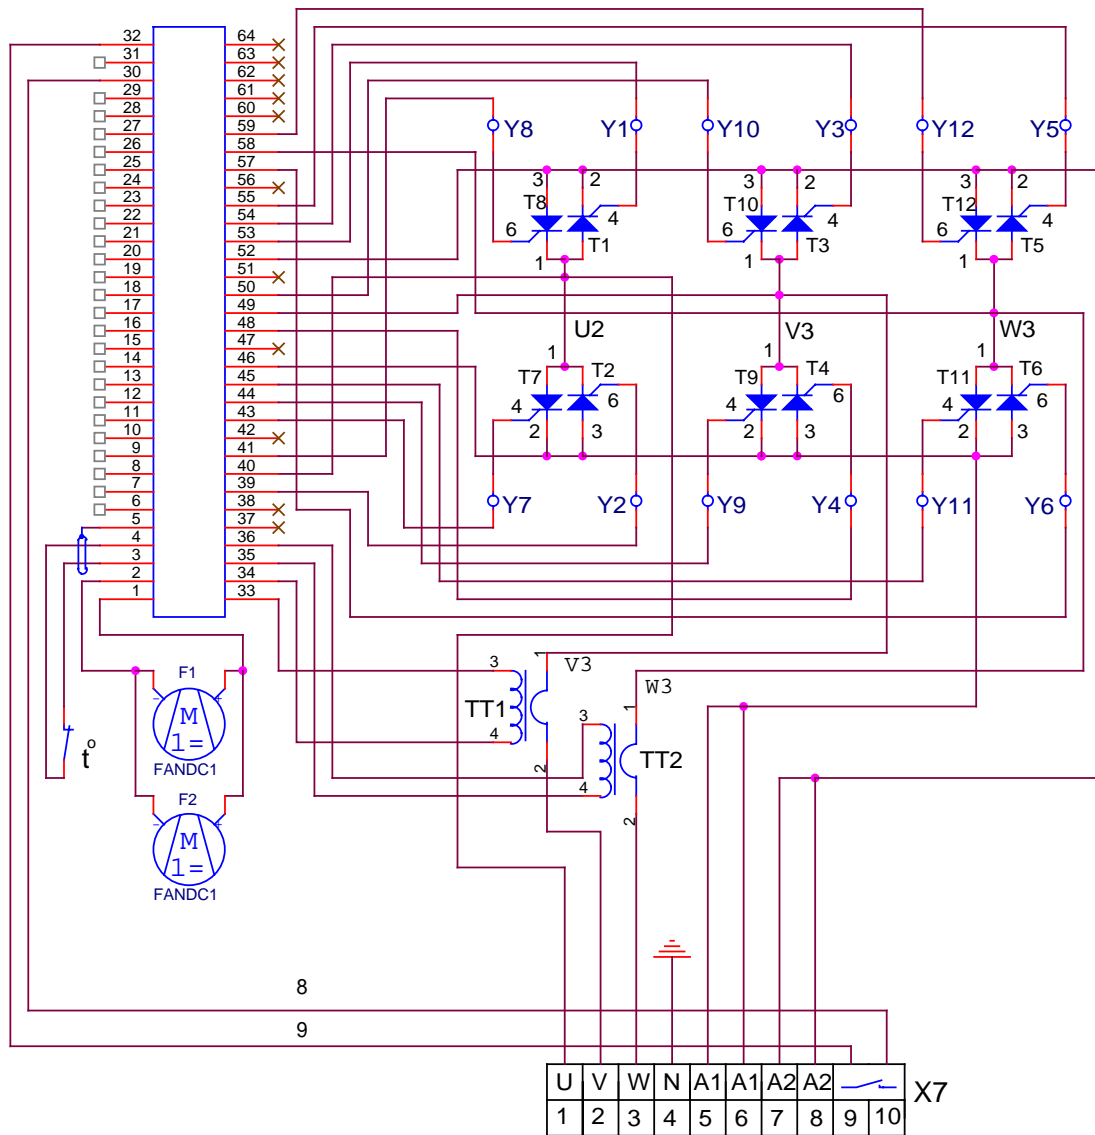 32 64
31 63
30 62
29 61
28 60
27 59
26 58
25 57
24 56
23 55
22 54
21 53
20 52
19 51
18 50
17 49
16 48
15 47
14 46
13 45
12 44
11 43
10 42
9 41
8 40
7 39
6 38
5 37
4 36
3 35
2 34
1 33
Y8 Y1 Y10 Y3 Y12 Y5
3 2 3 2 3 2
T8 T10 T12
4 4 4
6 6 6
T1 T3 T5
1 1 1
U2 V3 W3
1 1 1
T7 T2 T9 T4 T11 T6
4 6 4 6 4 6
2 3 2 3 2 3
Y7 Y2 Y9 Y4 Y11 Y6
F1
- +
M
1=
FANDC1
F2
- +
M
1=
FANDC1
t°
3 1 V3
TT1
4 2
W3
3 1
TT2
4 2
8
9
U V W N A1 A1 A2 A2
X7
1 2 3 4 5 6 7 8 9 10